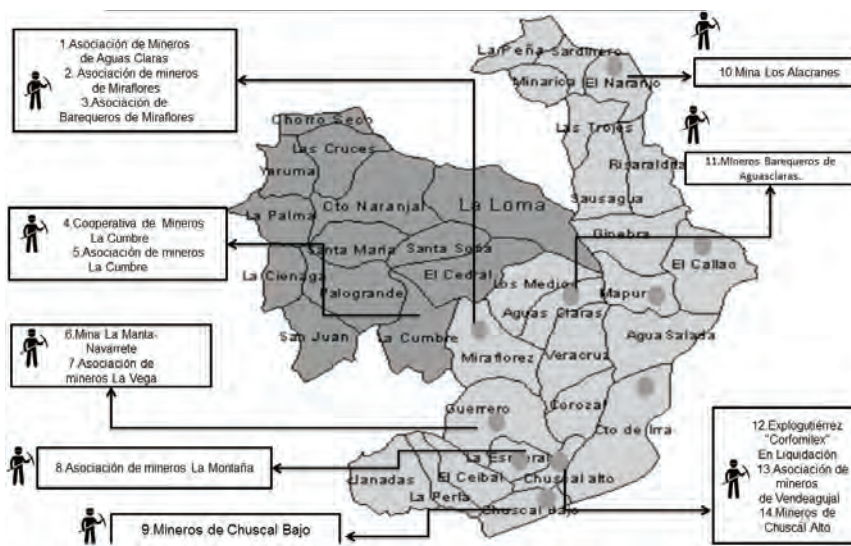 1.Asociación de Mineros
de Aguas Claras
2. Asociación de mineros
de Miraflores
3.Asociación de
Barequeros de Miraflores
4.Cooperativa de Mineros
La Cumbre
5.Asociación de mineros
La Cumbre
6.Mina La Manta-
Navarrete
7.Asociación de
mineros La Vega
8.Asociación de mineros La Montaña
9.Mineros de Chuscal Bajo
10.Mina Los Alacranes
11.Mineros Barequeros de
Aguasclaras.
12.Explogutiérrez
"Corfomilex"
En Liquidación
13.Asociación de
mineros
de Vendeagujal
14.Mineros de
Chuscal Alto
La Peña
Sardinero
Minarica
El Naranjo
Las Trojes
Risaraldita
Sausagua
Ginebra
El Callao
Chorro Seco
Las Cruces
Yaruma
La Palma
Cto Naranjal
La Loma
Santa María
Santa Sofia
La Cienaga
El Cedral
Palogrande
San Juan
La Cumbre
Los Medios
Aguas Claras
Mapura
Agua Salada
Miraflorez
Veracruz
Guerrero
Corozal
Cto de Irra
Llanadas
El Ceibal
Chuscal alto
La Perla
Chuscal Bajo